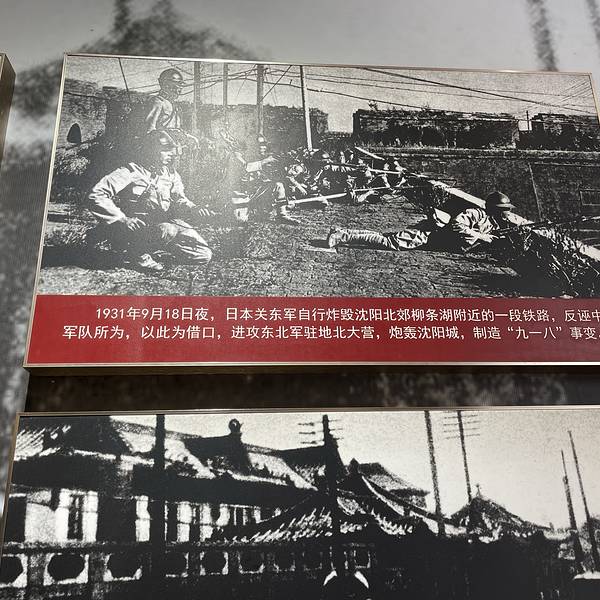 1931年9月18日夜，日本关东军自行炸毁沈阳北郊柳条湖附近的一段铁路，反诬中
军队所为，以此为借口，进攻东北军驻地北大营，炮轰沈阳城，制造“九一八”事变。